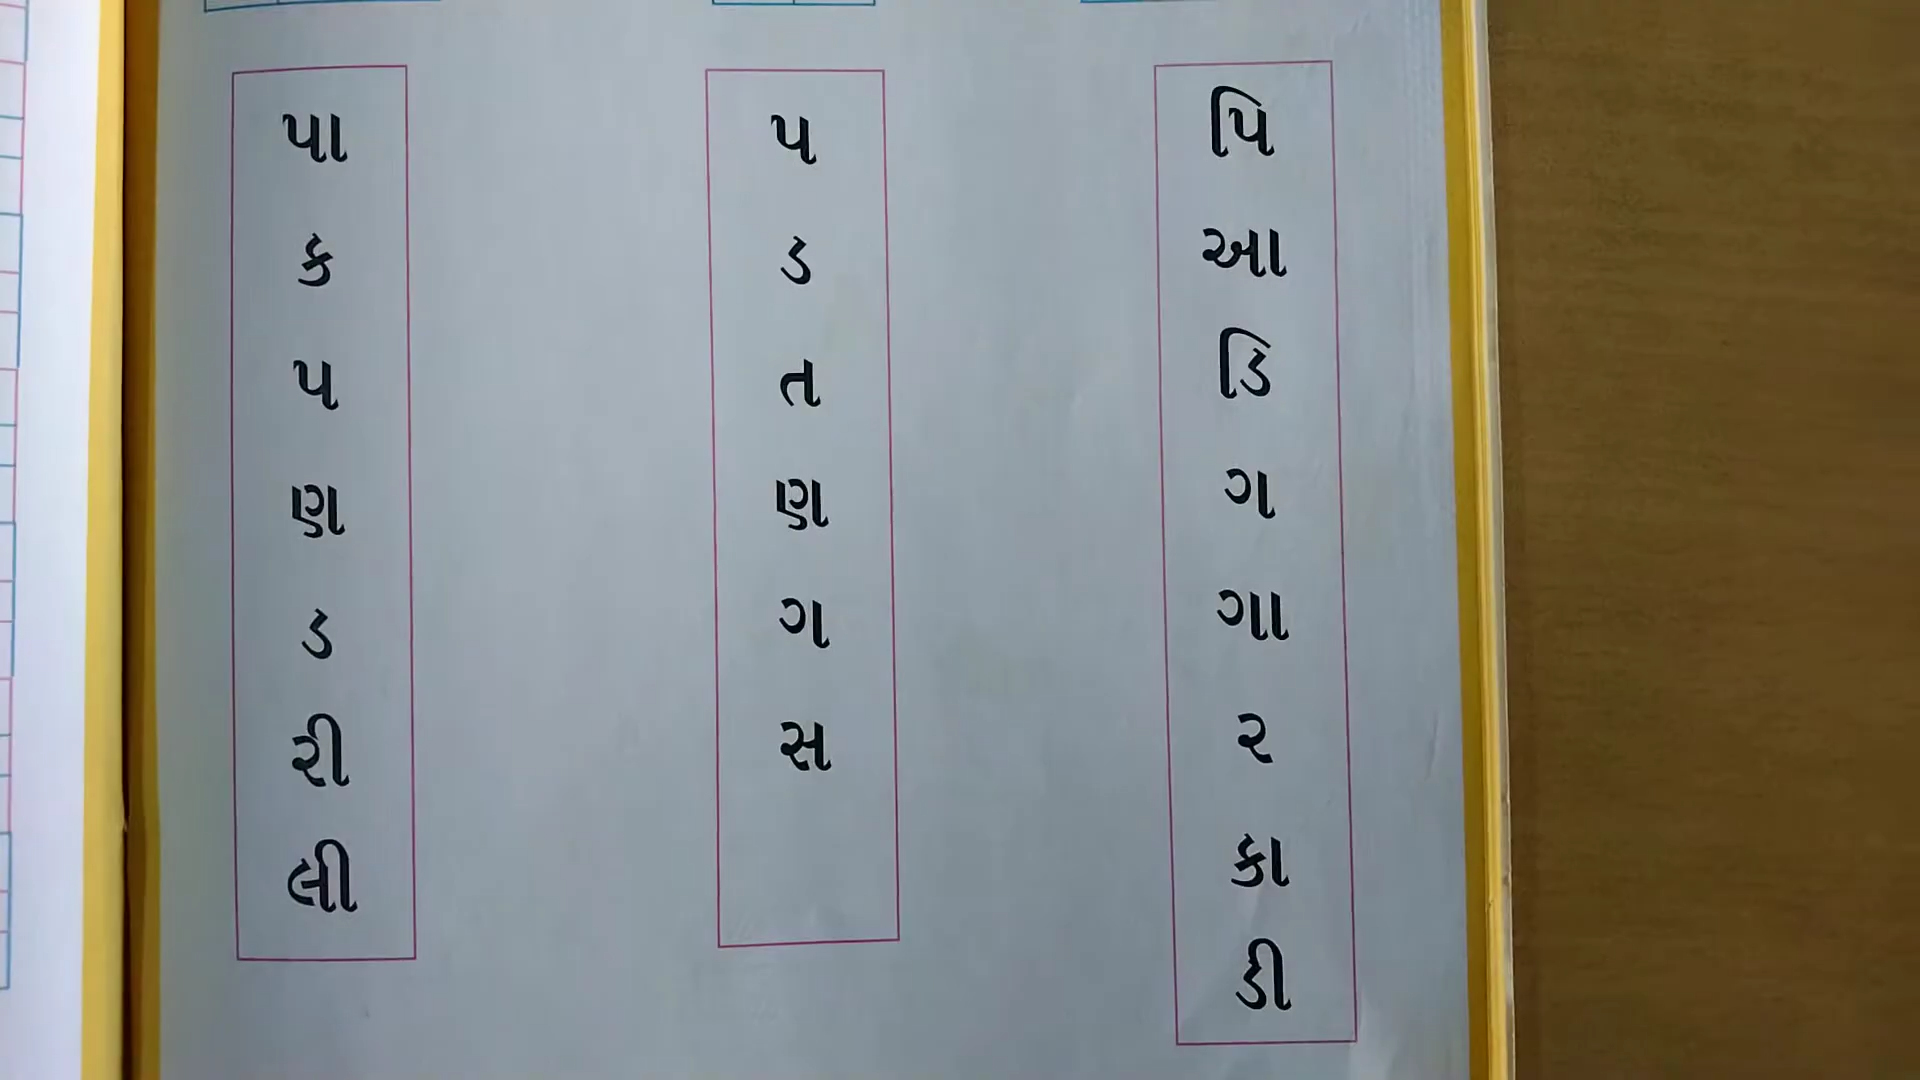 પા
ક
પ
ણ
ડ
રી
લી
પ
ડ
ત
ણ
ગ
સ
પિ
આ
ડિ
ગ
ગા
ર
કા
ડી